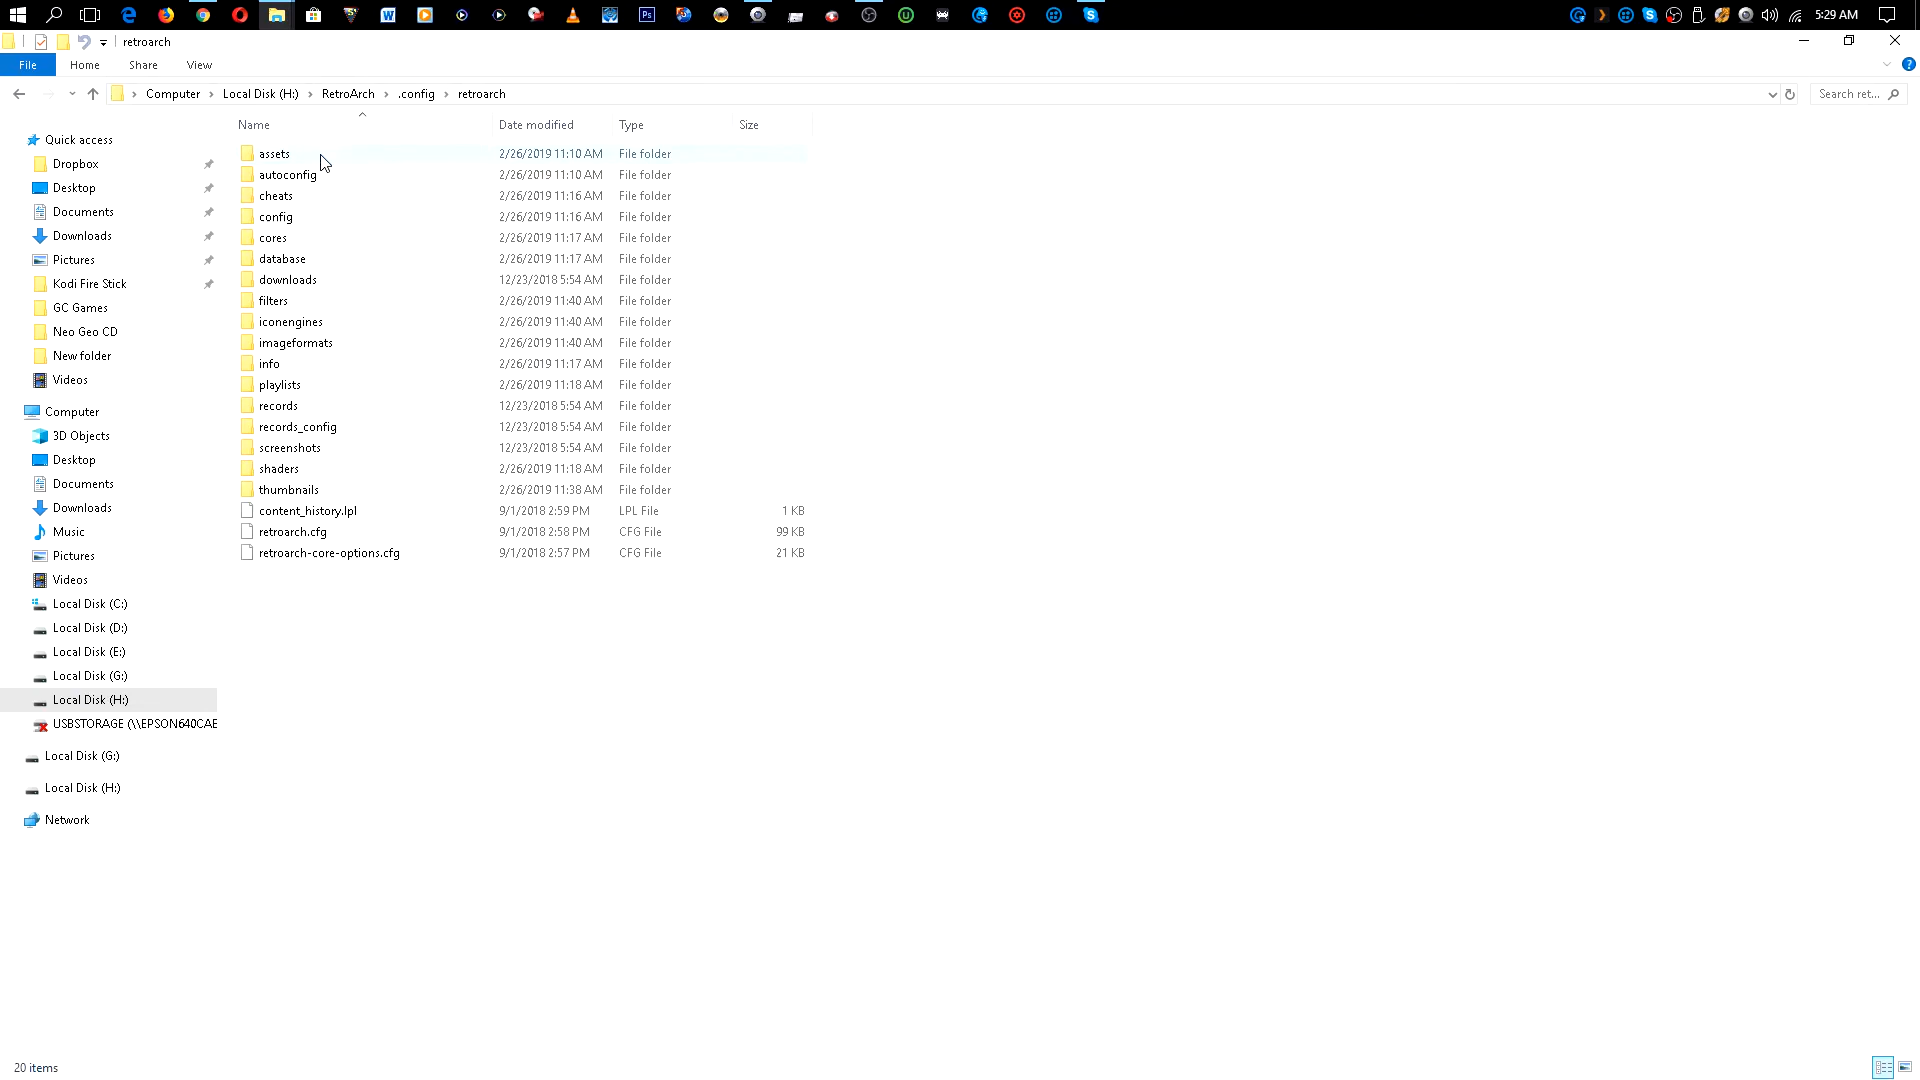 5:29 AM
retroarch
File Home Share View
Computer Local Disk (H:) RetroArch .config retroarch
Search ret...
Name Date modified Type Size
Quick access
Dropbox
Desktop
Documents
Downloads
Pictures
Kodi Fire Stick
GC Games
Neo Geo CD
New folder
Videos
Computer
3D Objects
Desktop
Documents
Downloads
Music
Pictures
Videos
Local Disk (C:)
Local Disk (D:)
Local Disk (E:)
Local Disk (G:)
Local Disk (H:)
USBSTORAGE (\\EPSON640CAE
Local Disk (G:)
Local Disk (H:)
Network
assets 2/26/2019 11:10 AM File folder
autoconfig 2/26/2019 11:10 AM File folder
cheats 2/26/2019 11:16 AM File folder
config 2/26/2019 11:16 AM File folder
cores 2/26/2019 11:17 AM File folder
database 2/26/2019 11:17 AM File folder
downloads 12/23/2018 5:54 AM File folder
filters 2/26/2019 11:40 AM File folder
iconengines 2/26/2019 11:40 AM File folder
imageformats 2/26/2019 11:40 AM File folder
info 2/26/2019 11:17 AM File folder
playlists 2/26/2019 11:18 AM File folder
records 12/23/2018 5:54 AM File folder
records_config 12/23/2018 5:54 AM File folder
screenshots 12/23/2018 5:54 AM File folder
shaders 2/26/2019 11:18 AM File folder
thumbnails 2/26/2019 11:38 AM File folder
content_history.lpl 9/1/2018 2:59 PM LPL File 1 KB
retroarch.cfg 9/1/2018 2:58 PM CFG File 99 KB
retroarch-core-options.cfg 9/1/2018 2:57 PM CFG File 21 KB
20 items